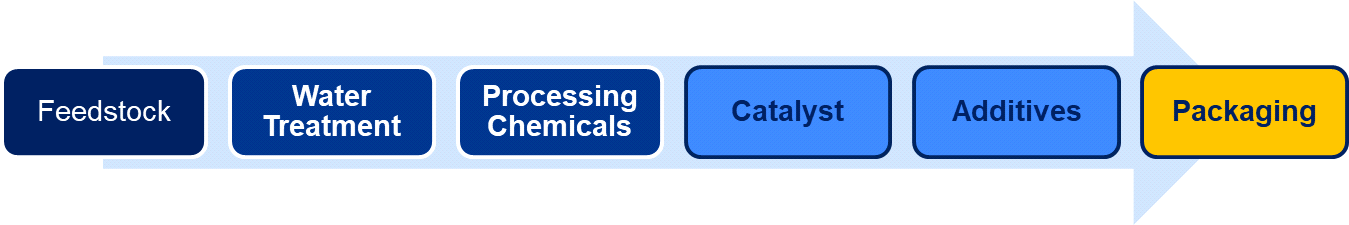 Feedstock
Water
Treatment
Processing
Chemicals
Catalyst
Additives
Packaging